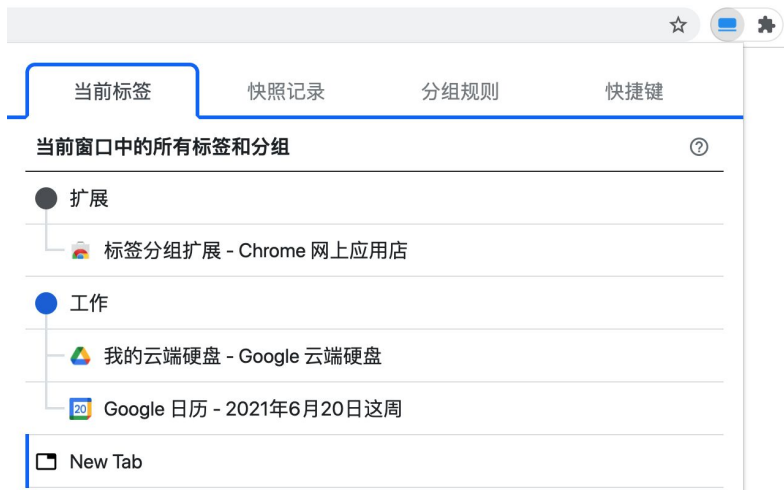 当前标签
快照记录
分组规则
快捷键
当前窗口中的所有标签和分组
扩展
标签分组扩展 - Chrome 网上应用店
工作
我的云端硬盘 - Google 云端硬盘
20
Google 日历 - 2021年6月20日这周
New Tab